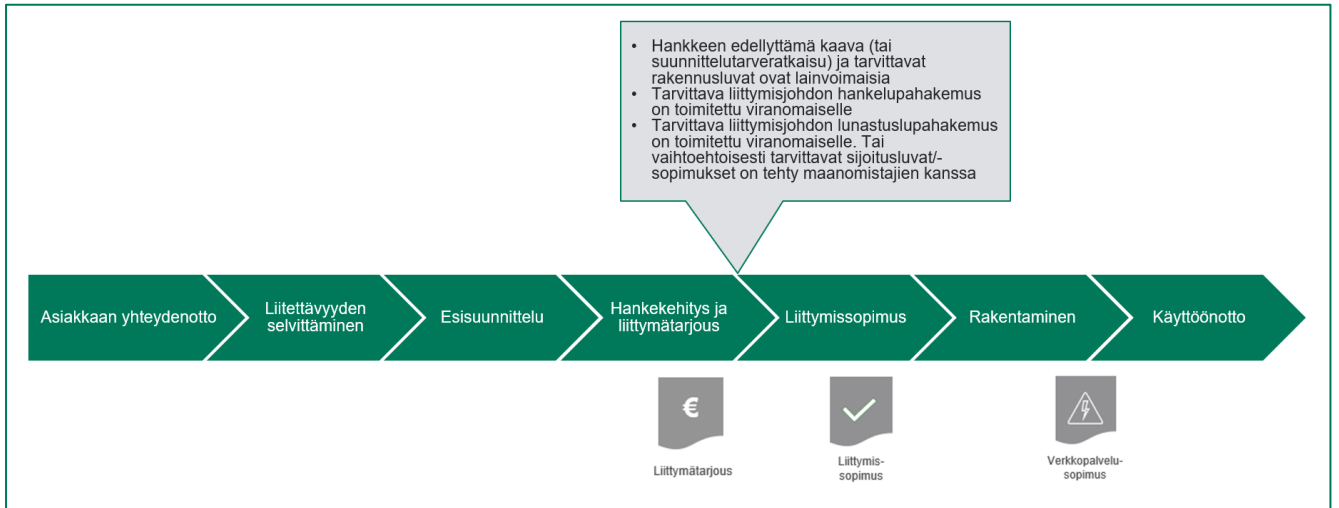 • Hankkeen edellyttämä kaava (tai
suunnittelutarveratkaisu) ja tarvittavat
rakennusluvat ovat lainvoimaisia
• Tarvittava liittymisjohdon hankelupahakemus
on toimitettu viranomaiselle
• Tarvittava liittymisjohdon lunastuslupahakemus
on toimitettu viranomaiselle. Tai
vaihtoehtoisesti tarvittavat sijoitusluvat/-
sopimukset on tehty maanomistajien kanssa
Asiakkaan yhteydenotto
Liitettävyyden
selvittäminen
Esisuunnittelu
Hankekehitys ja
liittymätarjous
Liittymissopimus
Rakentaminen
Käyttöönotto
€
Liittymätarjous
Liittymis-
sopimus
Verkkopalvelu-
sopimus